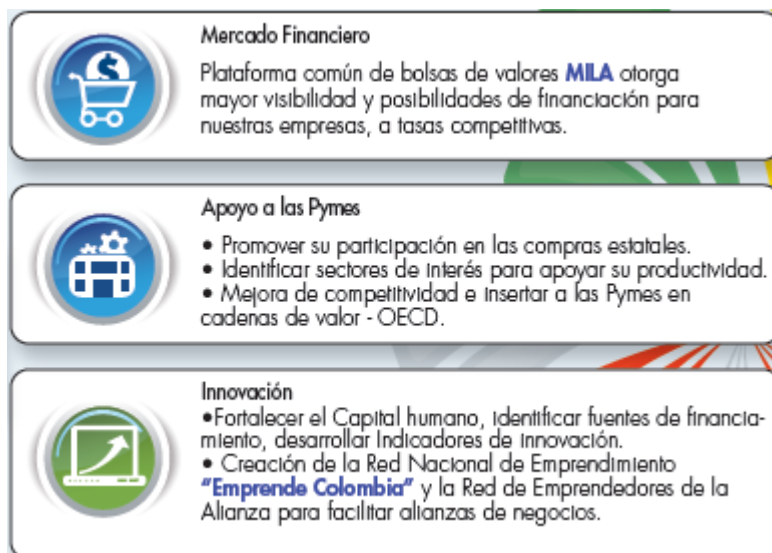 Mercado Financiero
Plataforma común de bolsas de valores MILA otorga
mayor visibilidad y posibilidades de financiación para
nuestras empresas, a tasas competitivas.
Apoyo a las Pymes
• Promover su participación en las compras estatales.
• Identificar sectores de interés para apoyar su productividad.
• Mejora de competitividad e insertar a las Pymes en
cadenas de valor - OECD.
Innovación
•Fortalecer el Capital humano, identificar fuentes de financia-
miento, desarrollar Indicadores de innovación.
• Creación de la Red Nacional de Emprendimiento
“Emprende Colombia” y la Red de Emprendedores de la
Alianza para facilitar alianzas de negocios.